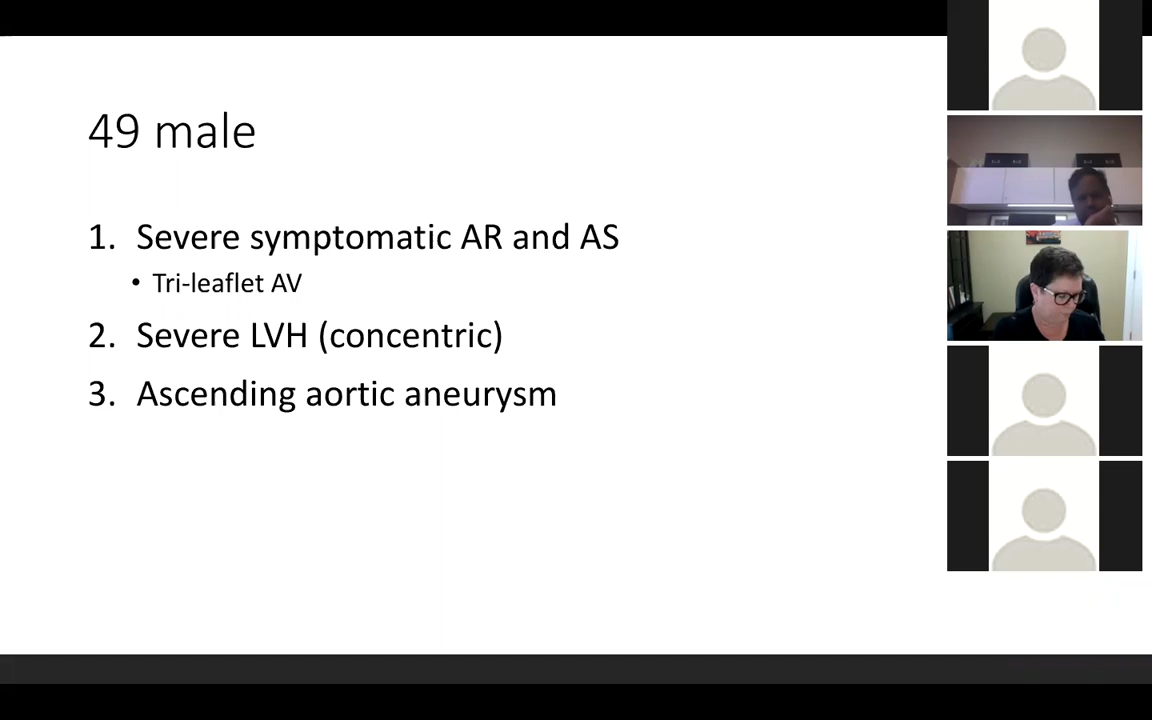 49 male
1. Severe symptomatic AR and AS
• Tri-leaflet AV
2. Severe LVH (concentric)
3. Ascending aortic aneurysm